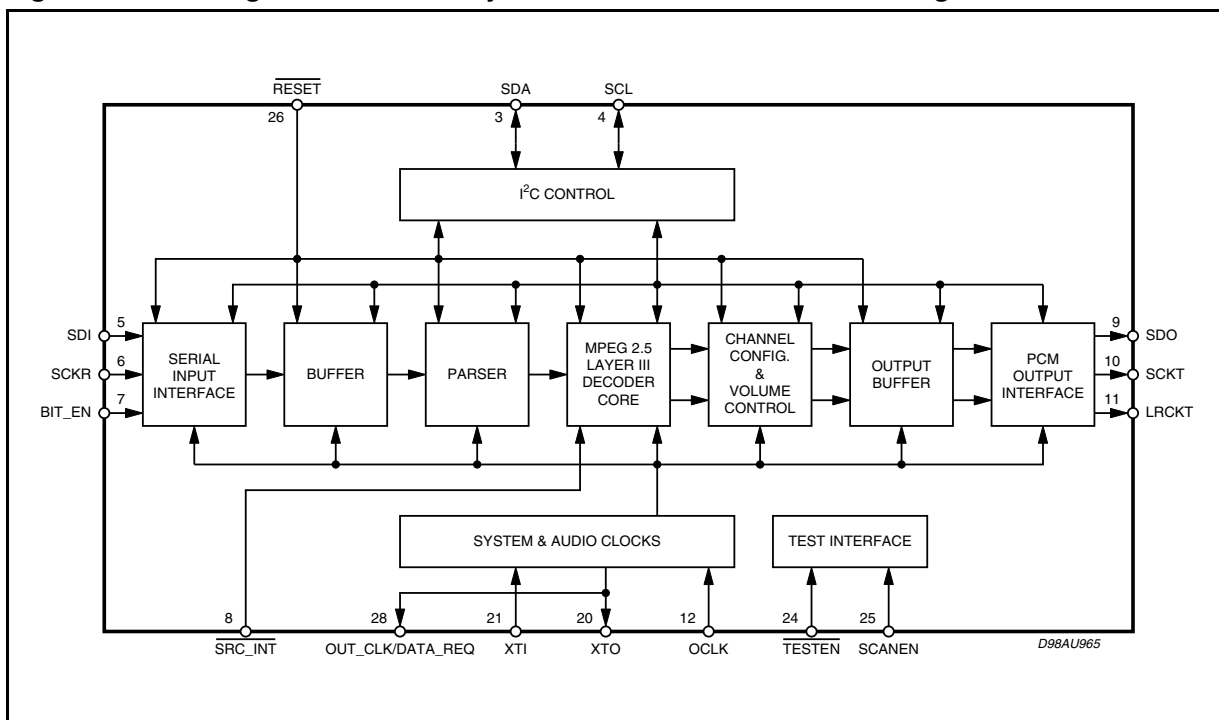 RESET
SDA
SCL
26
3
4
I²C CONTROL
SDI
5
SCKR
6
BIT_EN
7
SERIAL
INPUT
INTERFACE
BUFFER
PARSER
MPEG 2.5
LAYER III
DECODER
CORE
CHANNEL
CONFIG.
&
VOLUME
CONTROL
OUTPUT
BUFFER
PCM
OUTPUT
INTERFACE
9
SDO
10
SCKT
11
LRCKT
SYSTEM & AUDIO CLOCKS
TEST INTERFACE
8
28
21
20
12
24
25
SRC_INT
OUT_CLK/DATA_REQ
XTI
XTO
OCLK
TESTEN
SCANEN
D98AU965